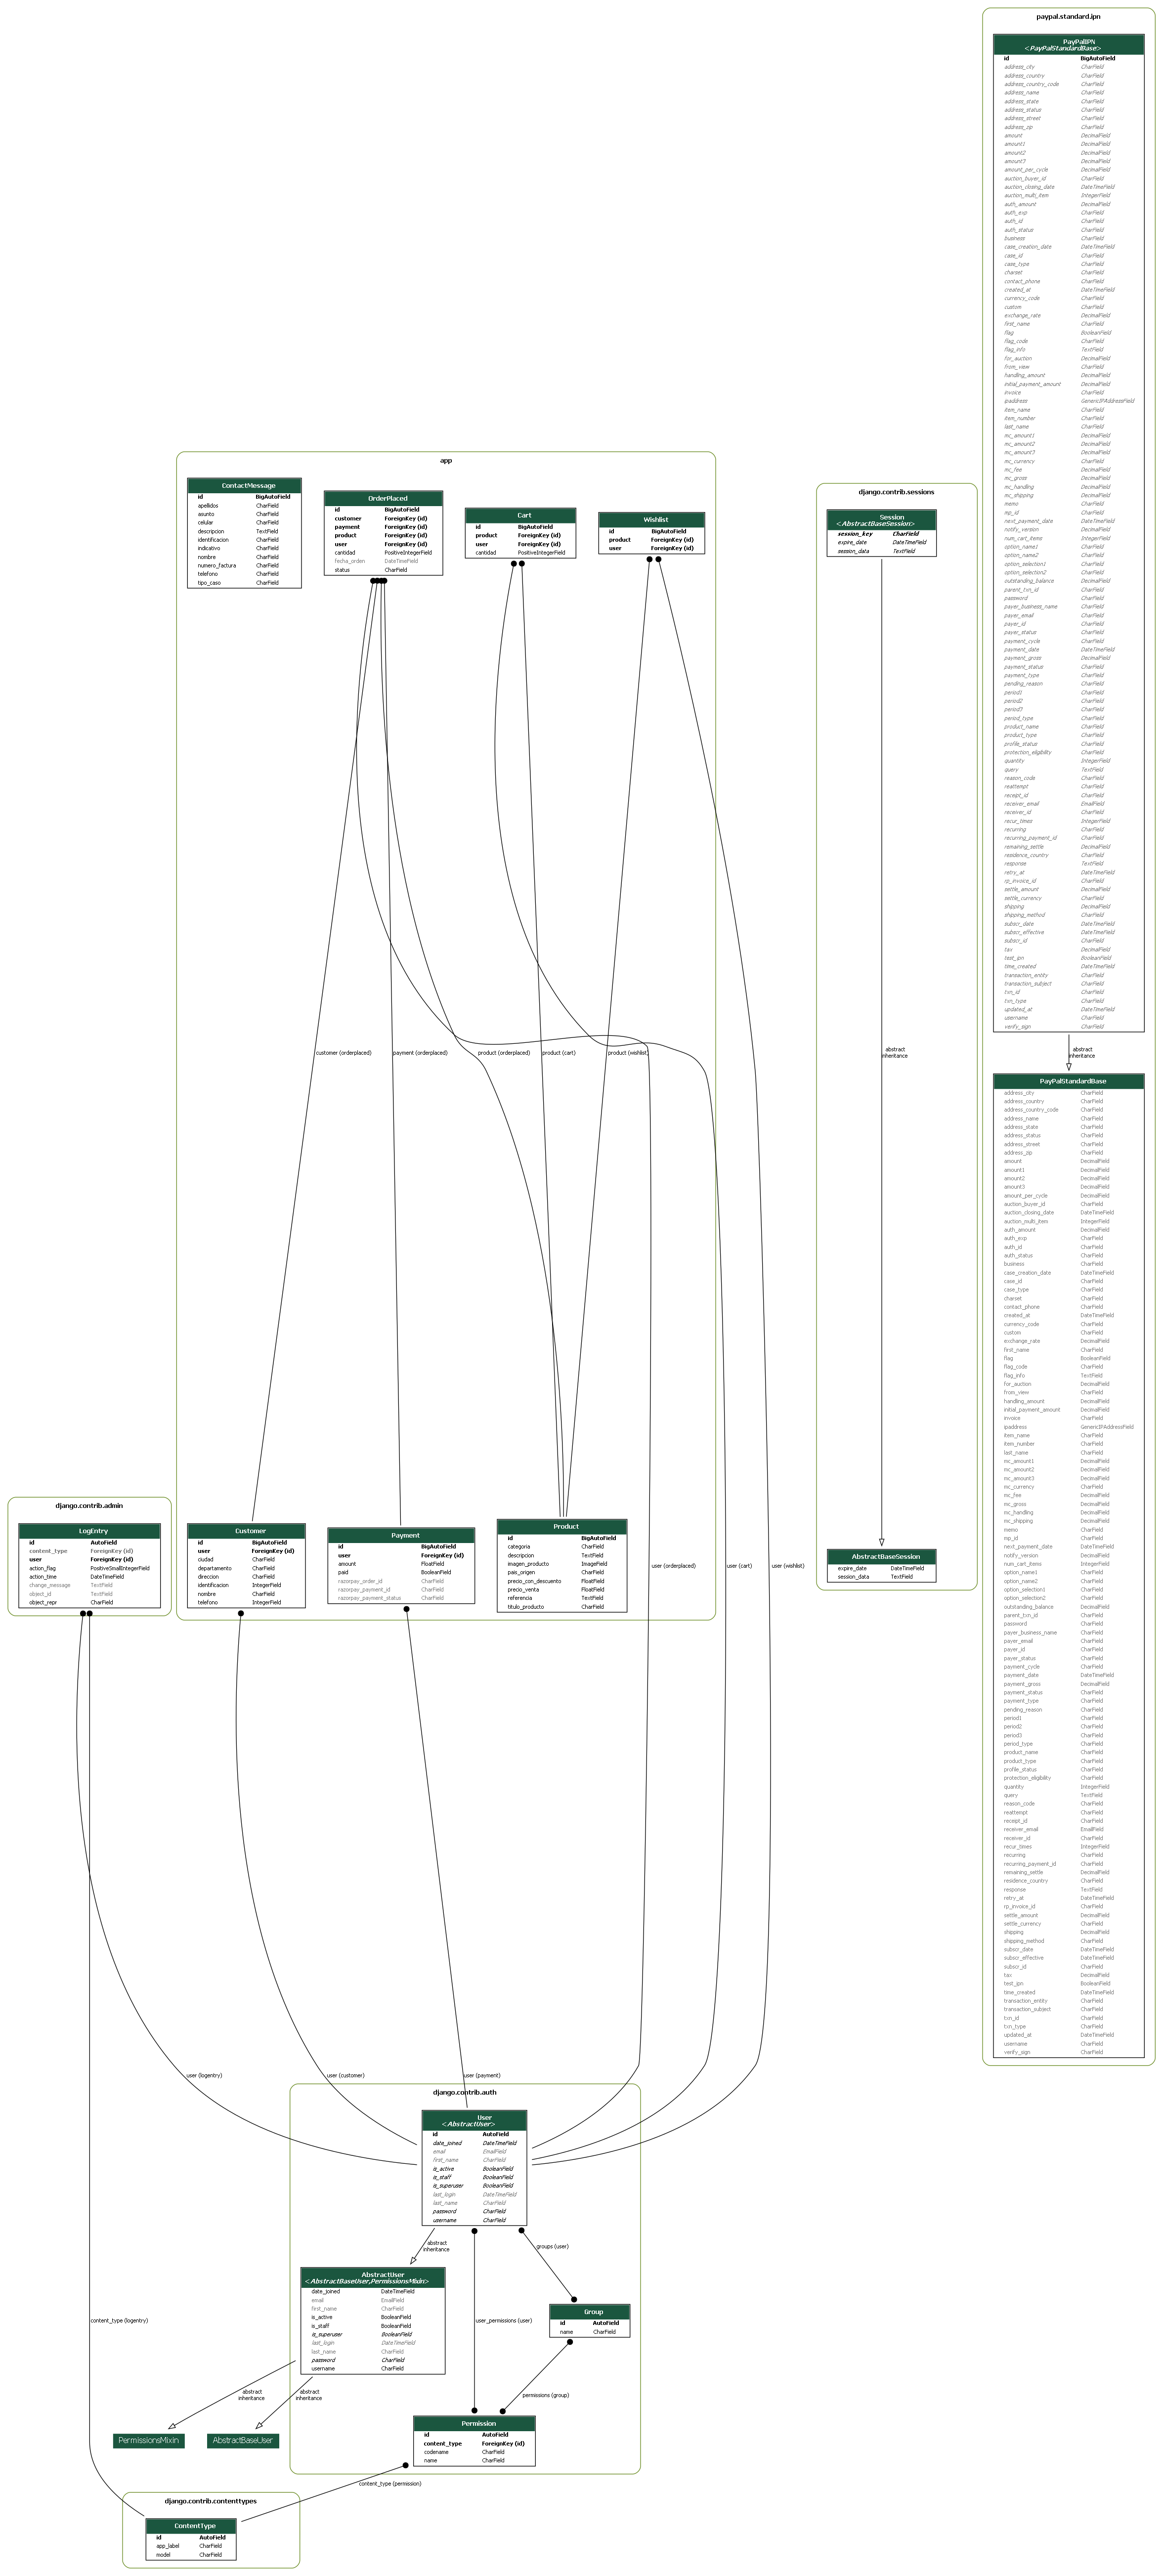 paypal.standard.ipn
PayPalIPN
<PayPalStandardBase>
id BigAutoField
address_city CharField
address_country CharField
address_country_code CharField
address_name CharField
address_state CharField
address_status CharField
address_street CharField
address_zip CharField
amount DecimalField
amount1 DecimalField
amount2 DecimalField
amount3 DecimalField
amount_per_cycle DecimalField
auction_buyer_id CharField
auction_closing_date DateTimeField
auction_multi_item IntegerField
auth_amount DecimalField
auth_exp CharField
auth_id CharField
auth_status CharField
business CharField
case_creation_date DateTimeField
case_id CharField
case_type CharField
charset CharField
contact_phone CharField
created_at DateTimeField
currency_code CharField
custom CharField
exchange_rate DecimalField
first_name CharField
flag BooleanField
flag_code CharField
flag_info TextField
for_auction DecimalField
from_view CharField
handling_amount DecimalField
initial_payment_amount DecimalField
invoice CharField
ipaddress GenericIPAddressField
item_name CharField
item_number CharField
last_name CharField
mc_amount1 DecimalField
mc_amount2 DecimalField
mc_amount3 DecimalField
mc_currency CharField
mc_fee DecimalField
mc_gross DecimalField
mc_handling DecimalField
mc_shipping DecimalField
memo CharField
mp_id CharField
next_payment_date DateTimeField
notify_version DecimalField
num_cart_items IntegerField
option_name1 CharField
option_name2 CharField
option_selection1 CharField
option_selection2 CharField
outstanding_balance DecimalField
parent_txn_id CharField
password CharField
payer_business_name CharField
payer_email CharField
payer_id CharField
payer_status CharField
payment_cycle CharField
payment_date DateTimeField
payment_gross DecimalField
payment_status CharField
payment_type CharField
pending_reason CharField
period1 CharField
period2 CharField
period3 CharField
period_type CharField
product_name CharField
product_type CharField
profile_status CharField
protection_eligibility CharField
quantity IntegerField
query TextField
reason_code CharField
reattempt CharField
receipt_id CharField
receiver_email EmailField
receiver_id CharField
recur_times IntegerField
recurring CharField
recurring_payment_id CharField
remaining_settle DecimalField
residence_country CharField
response TextField
retry_at DateTimeField
rp_invoice_id CharField
settle_amount DecimalField
settle_currency CharField
shipping DecimalField
shipping_method CharField
subscr_date DateTimeField
subscr_effective DateTimeField
subscr_id CharField
tax DecimalField
test_ipn BooleanField
time_created DateTimeField
transaction_entity CharField
transaction_subject CharField
txn_id CharField
txn_type CharField
updated_at DateTimeField
username CharField
verify_sign CharField
abstract
inheritance
PayPalStandardBase
address_city CharField
address_country CharField
address_country_code CharField
address_name CharField
address_state CharField
address_status CharField
address_street CharField
address_zip CharField
amount DecimalField
amount1 DecimalField
amount2 DecimalField
amount3 DecimalField
amount_per_cycle DecimalField
auction_buyer_id CharField
auction_closing_date DateTimeField
auction_multi_item IntegerField
auth_amount DecimalField
auth_exp CharField
auth_id CharField
auth_status CharField
business CharField
case_creation_date DateTimeField
case_id CharField
case_type CharField
charset CharField
contact_phone CharField
created_at DateTimeField
currency_code CharField
custom CharField
exchange_rate DecimalField
first_name CharField
flag BooleanField
flag_code CharField
flag_info TextField
for_auction DecimalField
from_view CharField
handling_amount DecimalField
initial_payment_amount DecimalField
invoice CharField
ipaddress GenericIPAddressField
item_name CharField
item_number CharField
last_name CharField
mc_amount1 DecimalField
mc_amount2 DecimalField
mc_amount3 DecimalField
mc_currency CharField
mc_fee DecimalField
mc_gross DecimalField
mc_handling DecimalField
mc_shipping DecimalField
memo CharField
mp_id CharField
next_payment_date DateTimeField
notify_version DecimalField
num_cart_items IntegerField
option_name1 CharField
option_name2 CharField
option_selection1 CharField
option_selection2 CharField
outstanding_balance DecimalField
parent_txn_id CharField
password CharField
payer_business_name CharField
payer_email CharField
payer_id CharField
payer_status CharField
payment_cycle CharField
payment_date DateTimeField
payment_gross DecimalField
payment_status CharField
payment_type CharField
pending_reason CharField
period1 CharField
period2 CharField
period3 CharField
period_type CharField
product_name CharField
product_type CharField
profile_status CharField
protection_eligibility CharField
quantity IntegerField
query TextField
reason_code CharField
reattempt CharField
receipt_id CharField
receiver_email EmailField
receiver_id CharField
recur_times IntegerField
recurring CharField
recurring_payment_id CharField
remaining_settle DecimalField
residence_country CharField
response TextField
retry_at DateTimeField
rp_invoice_id CharField
settle_amount DecimalField
settle_currency CharField
shipping DecimalField
shipping_method CharField
subscr_date DateTimeField
subscr_effective DateTimeField
subscr_id CharField
tax DecimalField
test_ipn BooleanField
time_created DateTimeField
transaction_entity CharField
transaction_subject CharField
txn_id CharField
txn_type CharField
updated_at DateTimeField
username CharField
verify_sign CharField
app
ContactMessage
id BigAutoField
apellidos CharField
asunto CharField
celular CharField
descripcion TextField
identificacion CharField
indicativo CharField
nombre CharField
numero_factura CharField
telefono CharField
tipo_caso CharField
OrderPlaced
id BigAutoField
customer ForeignKey (id)
payment ForeignKey (id)
product ForeignKey (id)
user ForeignKey (id)
cantidad PositiveIntegerField
fecha_orden DateTimeField
status CharField
Cart
id BigAutoField
product ForeignKey (id)
user ForeignKey (id)
cantidad PositiveIntegerField
Wishlist
id BigAutoField
product ForeignKey (id)
user ForeignKey (id)
django.contrib.sessions
Session
<AbstractBaseSession>
session_key CharField
expire_date DateTimeField
session_data TextField
customer (orderplaced)
payment (orderplaced)
product (orderplaced)
product (cart)
product (wishlist)
abstract
inheritance
django.contrib.admin
LogEntry
id AutoField
content_type ForeignKey (id)
user ForeignKey (id)
action_flag PositiveSmallIntegerField
action_time DateTimeField
change_message TextField
object_id TextField
object_repr CharField
Customer
id BigAutoField
user ForeignKey (id)
ciudad CharField
departamento CharField
direccion CharField
identificacion IntegerField
nombre CharField
telefono IntegerField
Payment
id BigAutoField
user ForeignKey (id)
amount FloatField
paid BooleanField
razorpay_order_id CharField
razorpay_payment_id CharField
razorpay_payment_status CharField
Product
id BigAutoField
categoria CharField
descripcion TextField
imagen_producto ImageField
pais_origen CharField
precio_con_descuento FloatField
precio_venta FloatField
referencia TextField
titulo_producto CharField
user (orderplaced)
user (cart)
user (wishlist)
AbstractBaseSession
expire_date DateTimeField
session_data TextField
user (logentry)
user (customer)
user (payment)
django.contrib.auth
User
<AbstractUser>
id AutoField
date_joined DateTimeField
email EmailField
first_name CharField
is_active BooleanField
is_staff BooleanField
is_superuser BooleanField
last_login DateTimeField
last_name CharField
password CharField
username CharField
abstract
inheritance
groups (user)
AbstractUser
<AbstractBaseUser,PermissionsMixin>
date_joined DateTimeField
email EmailField
first_name CharField
is_active BooleanField
is_staff BooleanField
is_superuser BooleanField
last_login DateTimeField
last_name CharField
password CharField
username CharField
Group
id AutoField
name CharField
content_type (logentry)
user_permissions (user)
abstract
inheritance
abstract
inheritance
permissions (group)
PermissionsMixin
AbstractBaseUser
Permission
id AutoField
content_type ForeignKey (id)
codename CharField
name CharField
content_type (permission)
django.contrib.contenttypes
ContentType
id AutoField
app_label CharField
model CharField